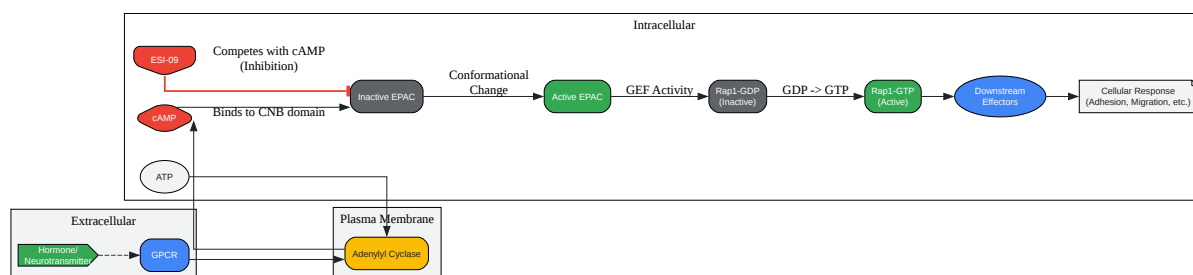 Intracellular
ESI-09
Competes with cAMP
(Inhibition)
Inactive EPAC
Conformational
Change
Active EPAC
GEF Activity
Rap1-GDP
(Inactive)
GDP -> GTP
Rap1-GTP
(Active)
Downstream
Effectors
Cellular Response
(Adhesion, Migration, etc.)
cAMP
Binds to CNB domain
ATP
Extracellular
Hormone/
Neurotransmitter
GPCR
Plasma Membrane
Adenylyl Cyclase